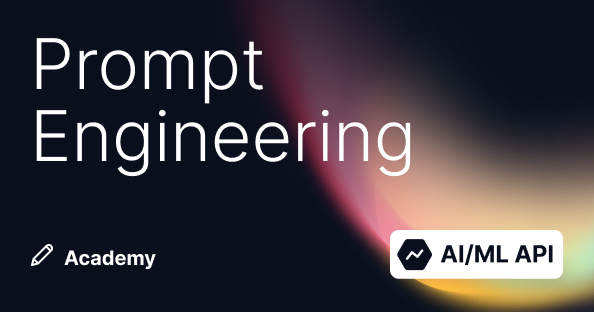 Prompt
Engineering
Academy
AI/ML API